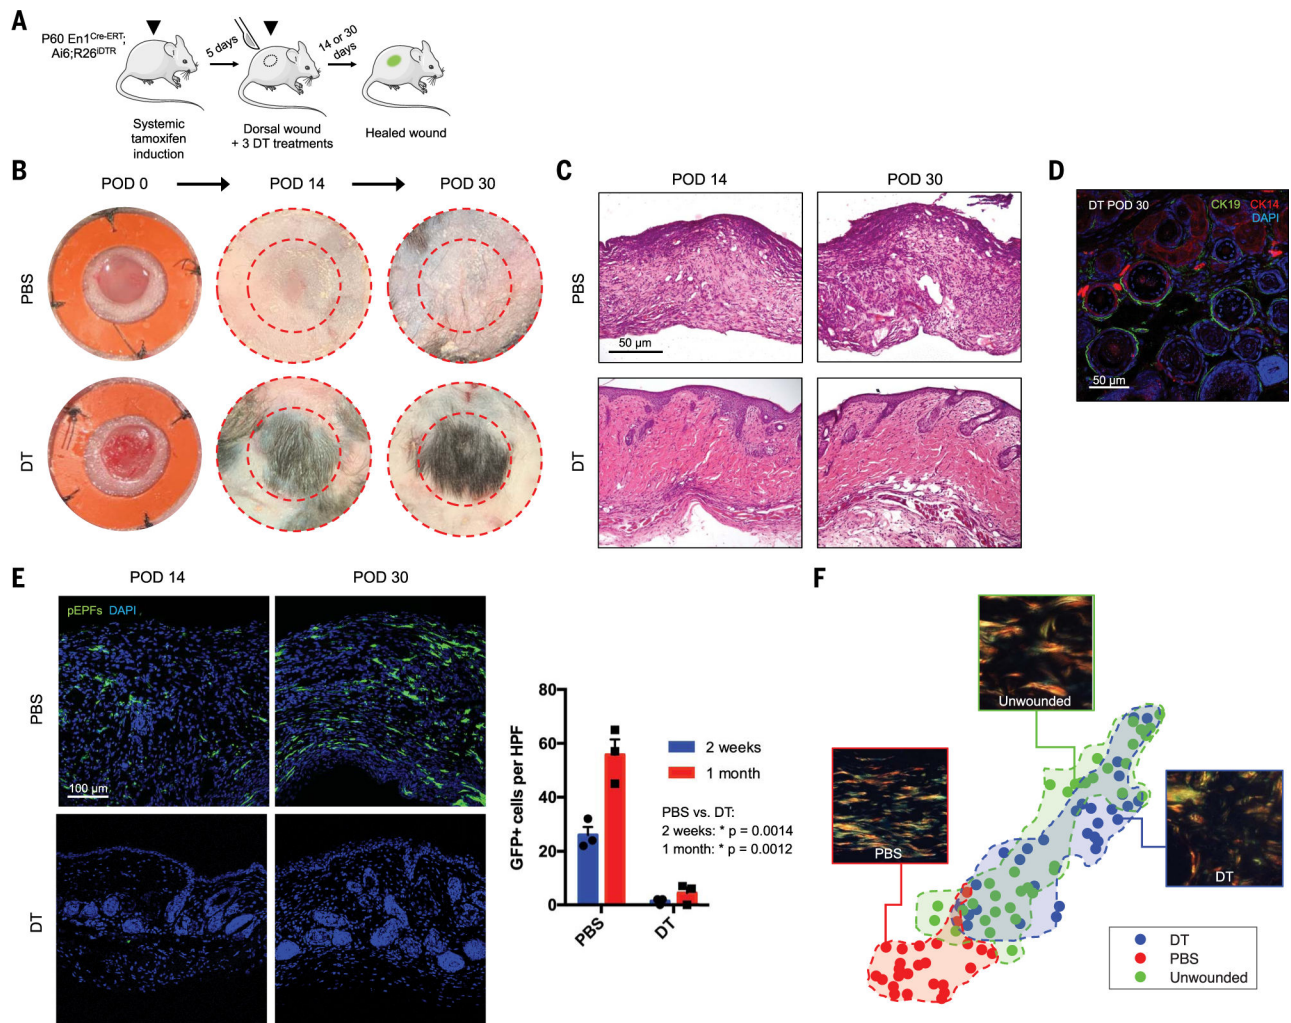 A
P60 En1Cre-ERT;
Ai6;R26iDTR
5 days
14 or 30
days
Systemic
tamoxifen
induction
Dorsal wound
+ 3 DT treatments
Healed wound
B
POD 0
POD 14
POD 30
PBS
DT
C
POD 14
POD 30
PBS
50 µm
DT
D
DT POD 30
CK19
CK14
DAPI
50 µm
E
POD 14
POD 30
pEPFs DAPI
PBS
100 µm
DT
GFP+ cells per HPF
80
60
40
20
0
PBS
DT
2 weeks
1 month
PBS vs. DT:
2 weeks: * p = 0.0014
1 month: * p = 0.0012
F
Unwounded
PBS
DT
DT
PBS
Unwounded